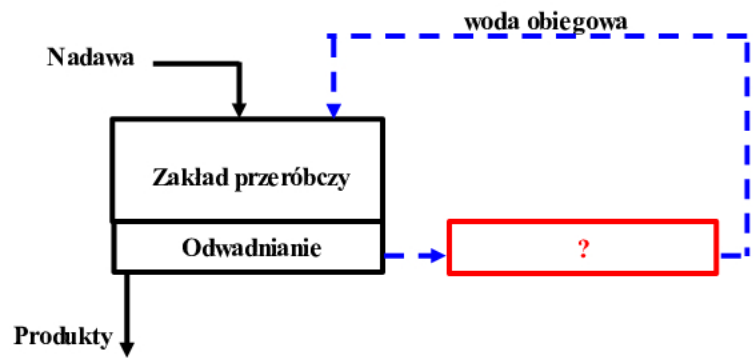 woda obiegowa
Nadawa
Zakład przeróbczy
Odwadnianie
?
Produkty